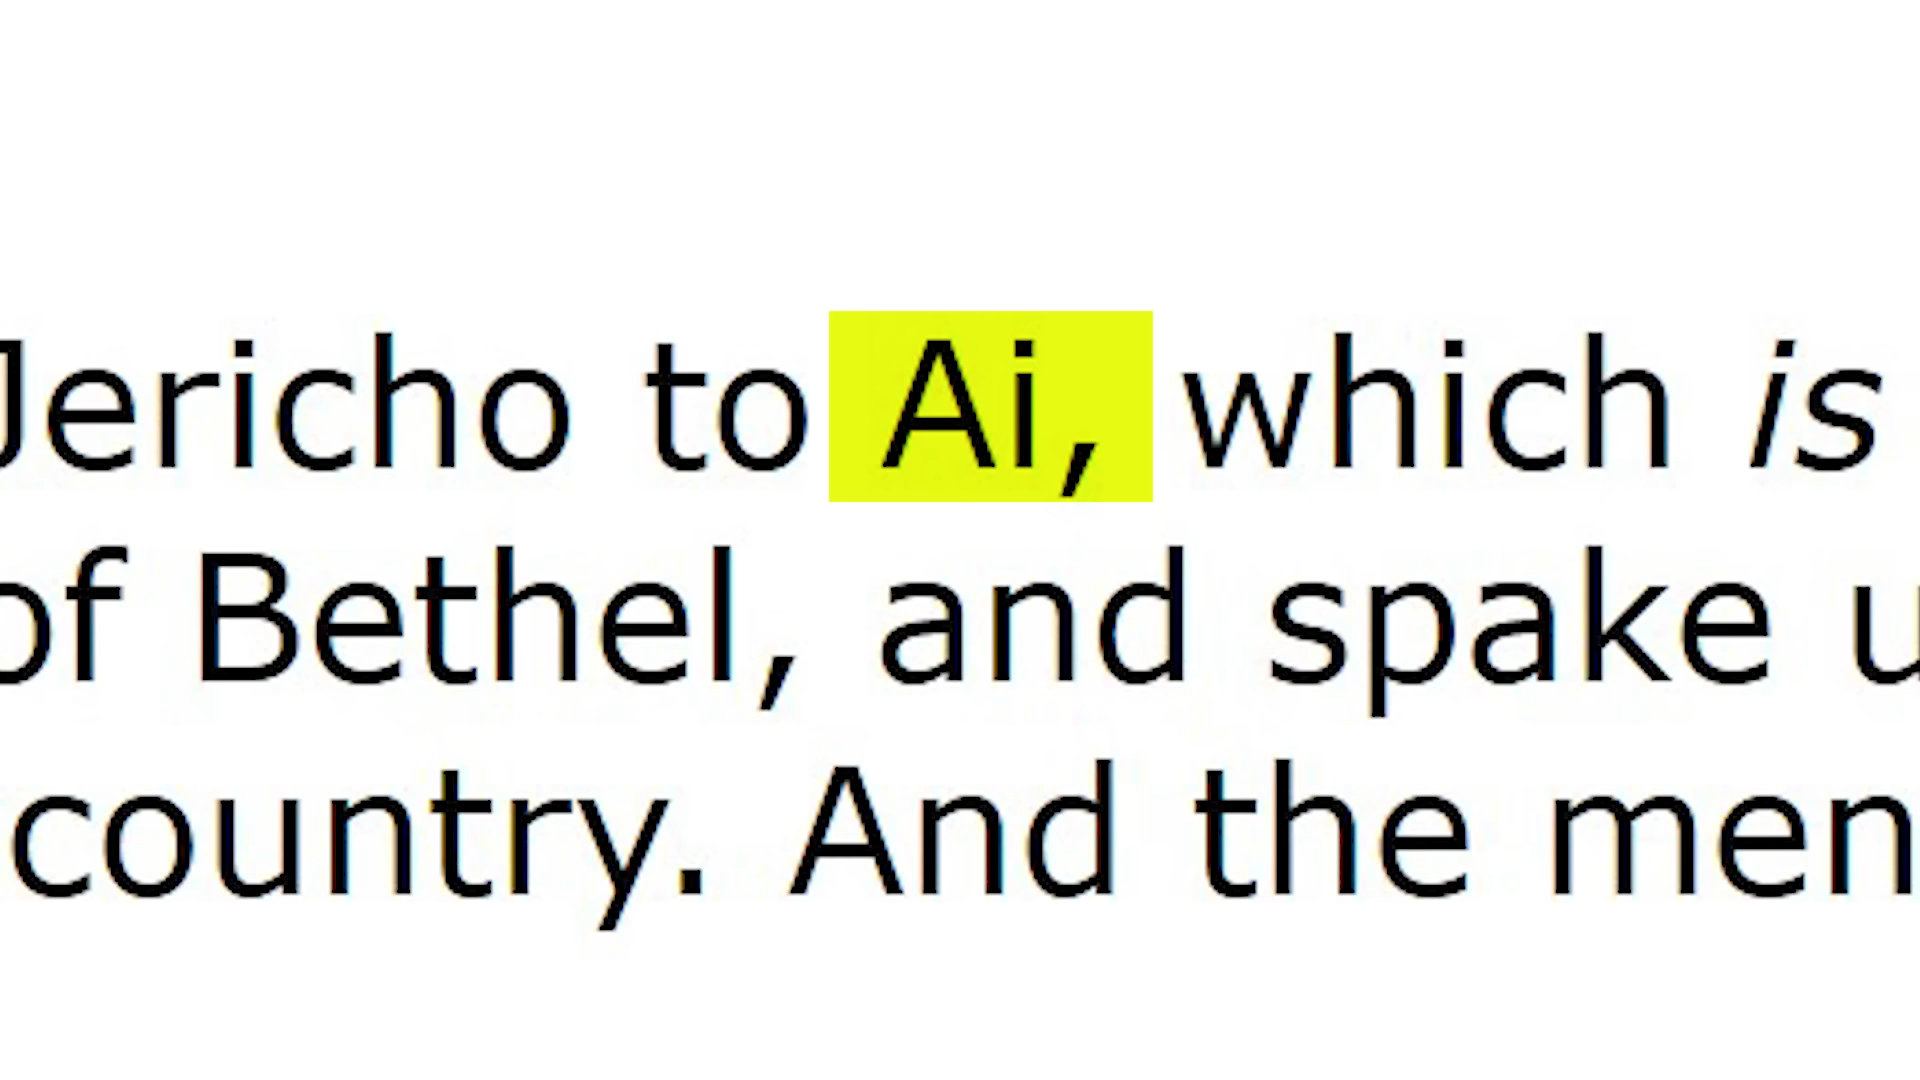 Jericho to Ai, which is
of Bethel, and spake u
country. And the men